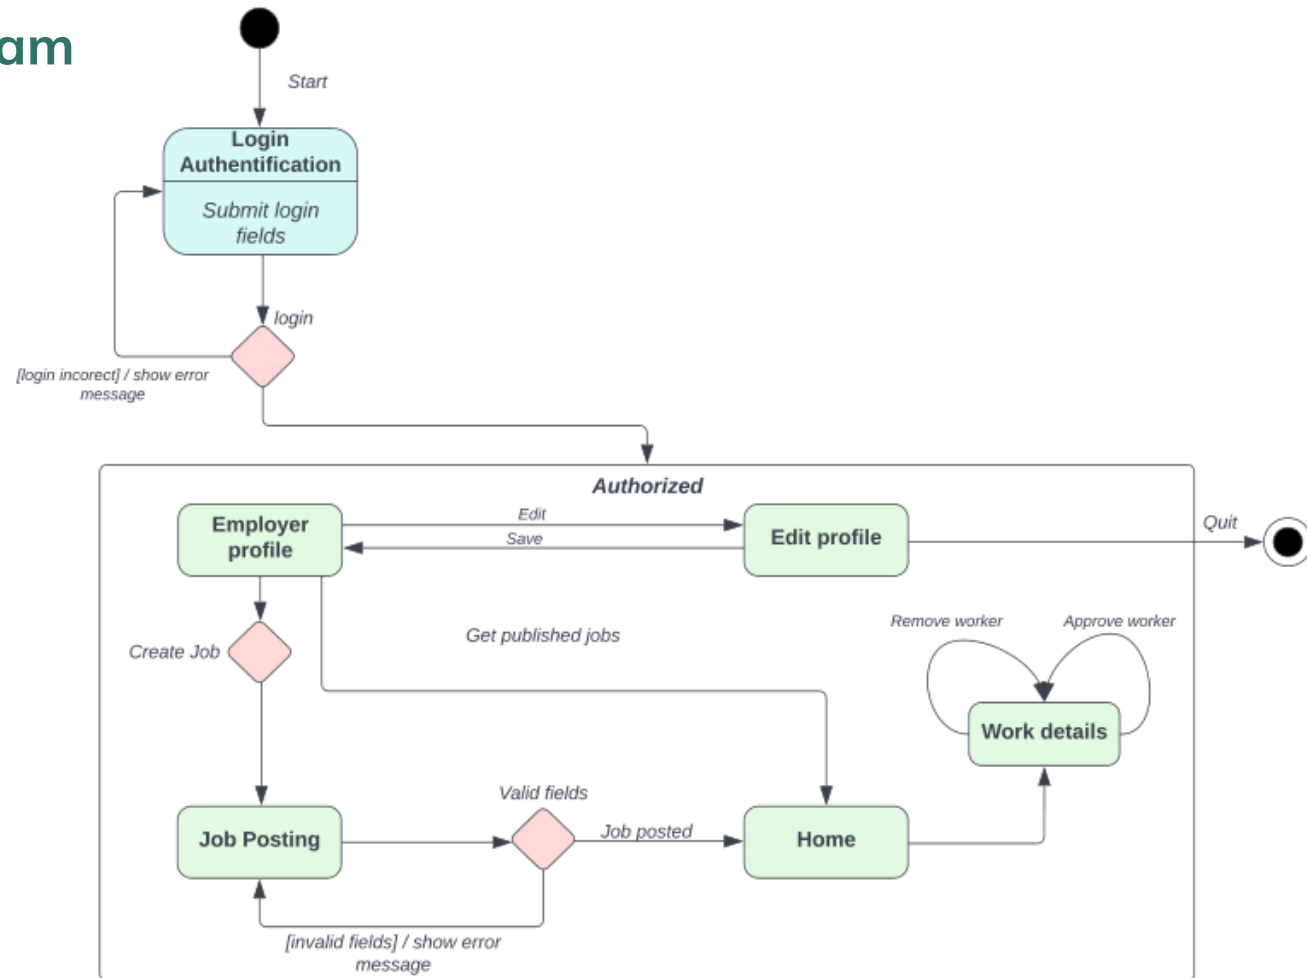 am
Start
Login
Authentification
Submit login
fields
login
[login incorect] / show error
message
Authorized
Employer
profile
Edit
Save
Edit profile
Quit
Create Job
Get published jobs
Remove worker
Approve worker
Work details
Job Posting
Valid fields
Job posted
Home
[invalid fields] / show error
message